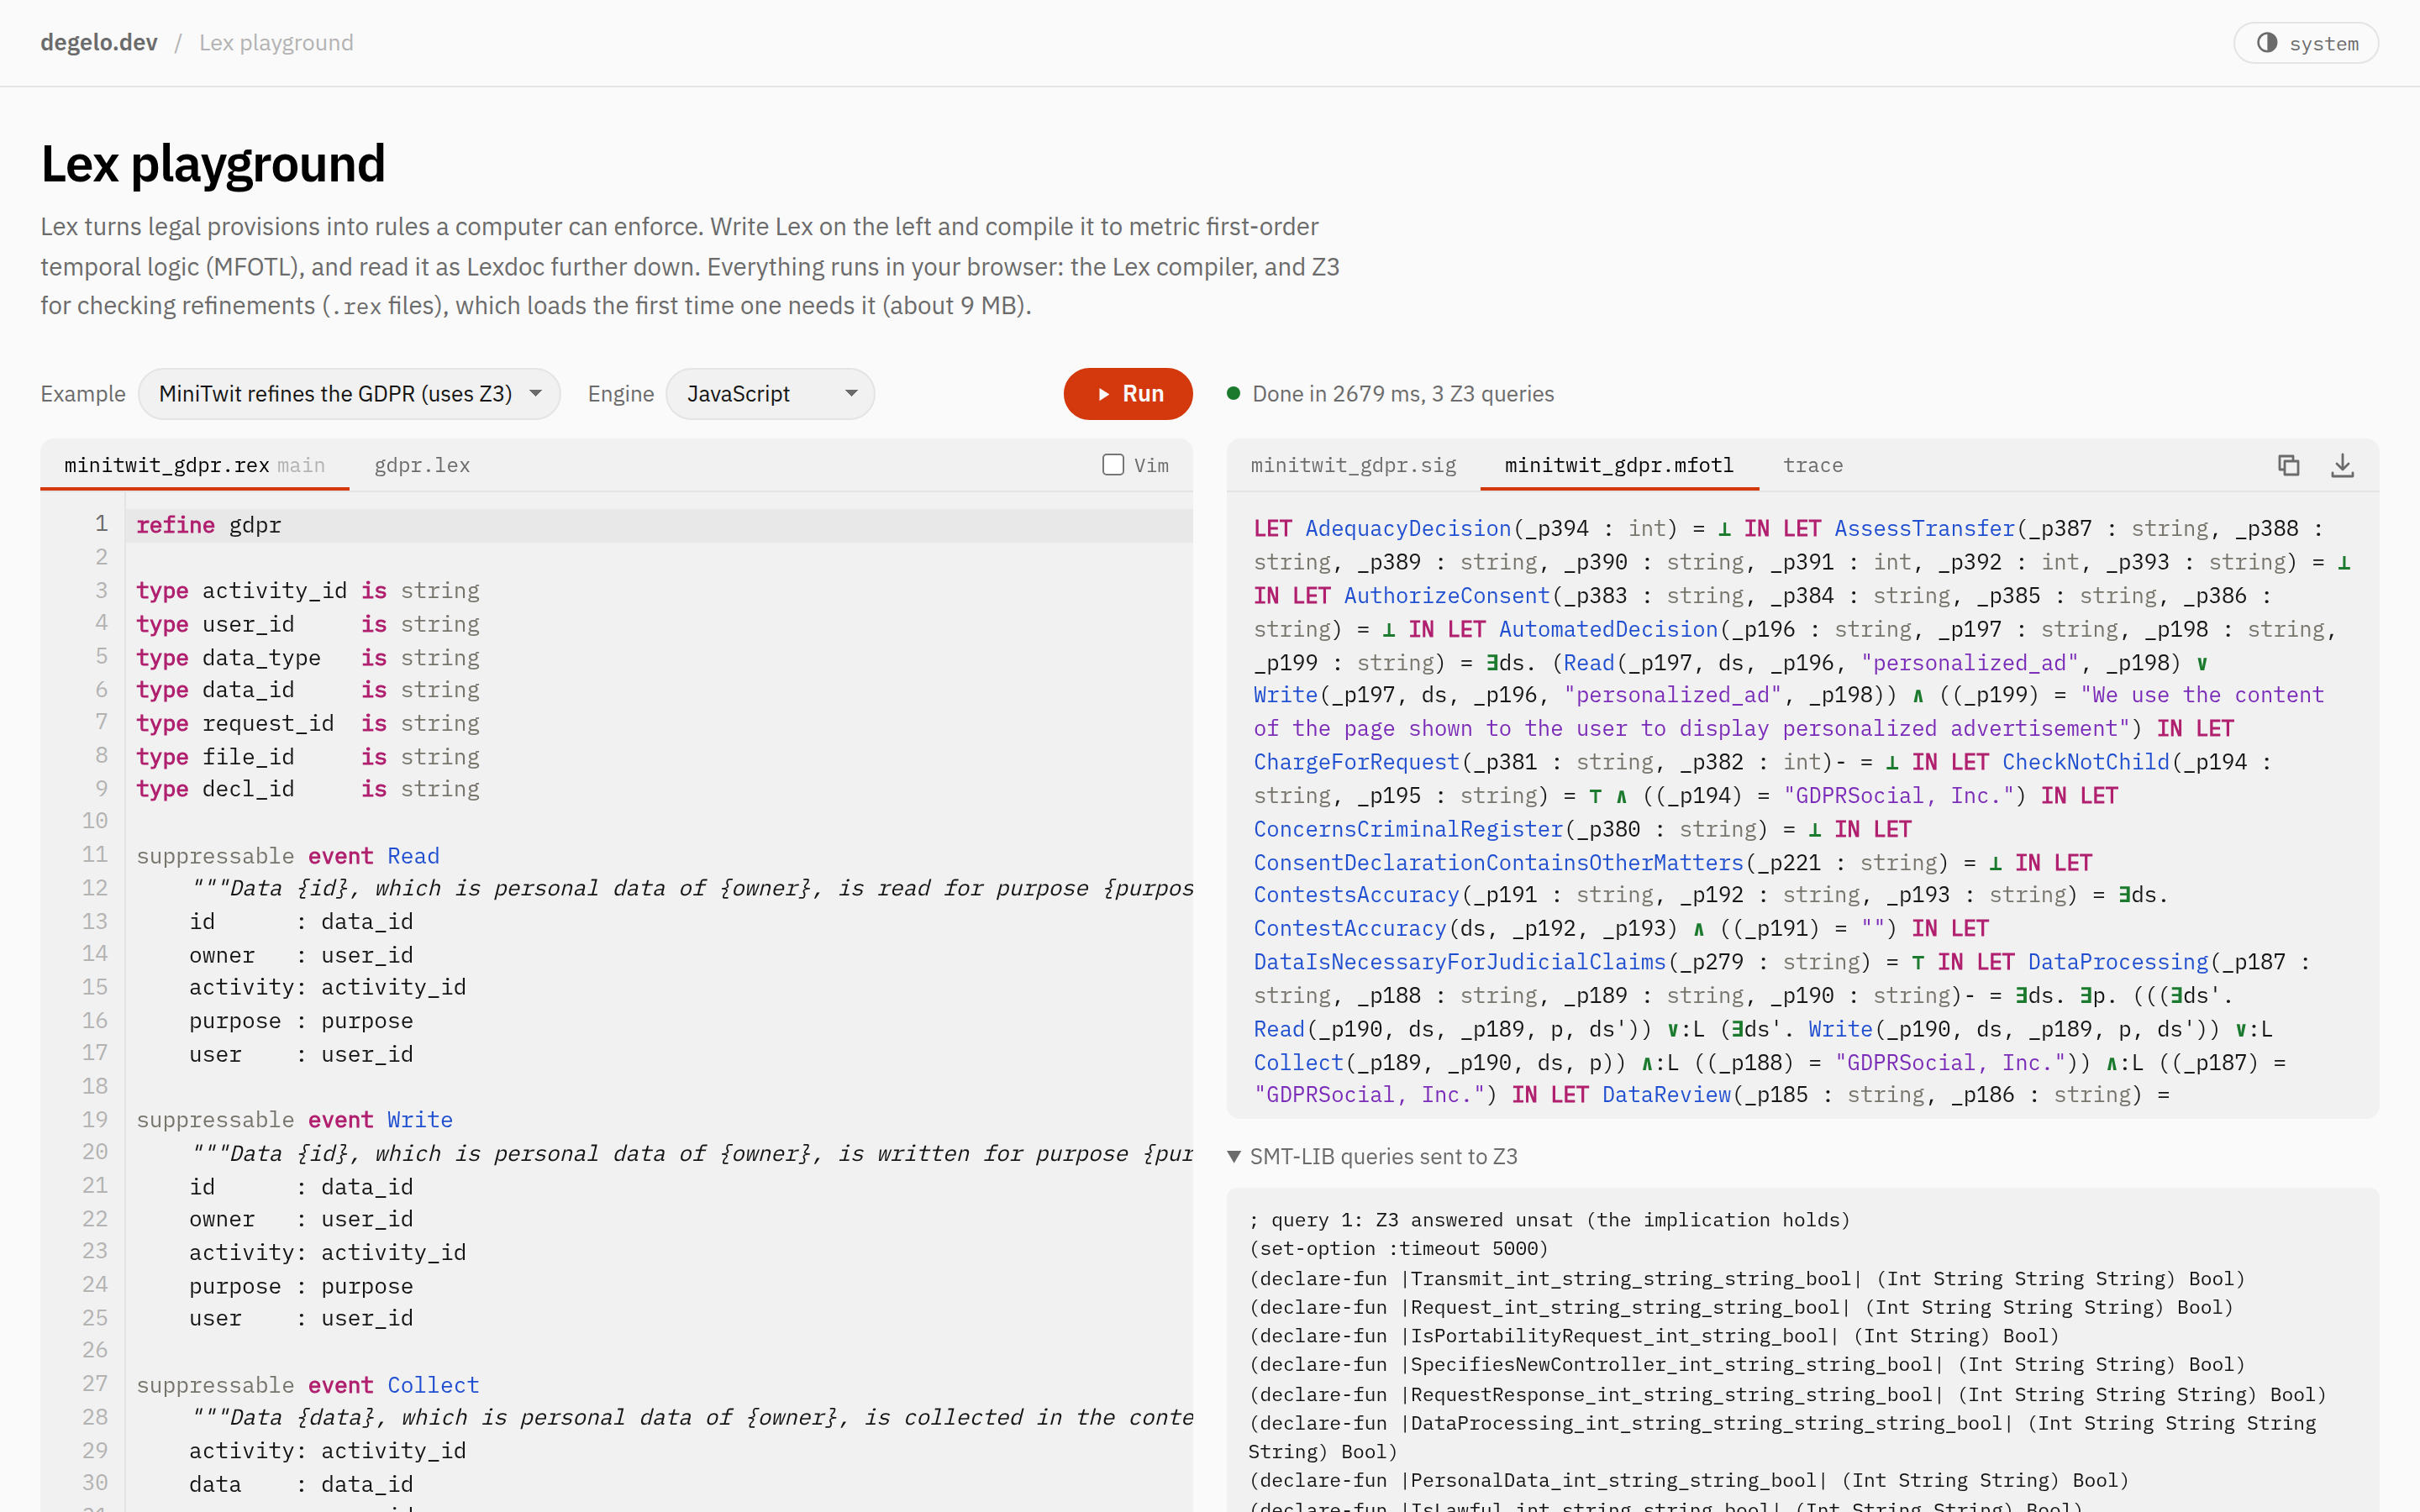 degelo.dev / Lex playground
system
Lex playground
Lex turns legal provisions into rules a computer can enforce. Write Lex on the left and compile it to metric first-order
temporal logic (MFOTL), and read it as Lexdoc further down. Everything runs in your browser: the Lex compiler, and Z3
for checking refinements (.rex files), which loads the first time one needs it (about 9 MB).
Example MiniTwit refines the GDPR (uses Z3) Engine JavaScript Run
Done in 2679 ms, 3 Z3 queries
minitwit_gdpr.rex main gdpr.lex Vim
1 refine gdpr
2
3 type activity_id is string
4 type user_id     is string
5 type data_type   is string
6 type data_id     is string
7 type request_id  is string
8 type file_id     is string
9 type decl_id     is string
10
11 suppressable event Read
12     """Data {id}, which is personal data of {owner}, is read for purpose {purpos
13     id      : data_id
14     owner   : user_id
15     activity: activity_id
16     purpose : purpose
17     user    : user_id
18
19 suppressable event Write
20     """Data {id}, which is personal data of {owner}, is written for purpose {pur
21     id      : data_id
22     owner   : user_id
23     activity: activity_id
24     purpose : purpose
25     user    : user_id
26
27 suppressable event Collect
28     """Data {data}, which is personal data of {owner}, is collected in the conte
29     activity: activity_id
30     data    : data_id
minitwit_gdpr.sig minitwit_gdpr.mfotl trace
LET AdequacyDecision(_p394 : int) = ⊥ IN LET AssessTransfer(_p387 : string, _p388 :
string, _p389 : string, _p390 : string, _p391 : int, _p392 : int, _p393 : string) = ⊥
IN LET AuthorizeConsent(_p383 : string, _p384 : string, _p385 : string, _p386 :
string) = ⊥ IN LET AutomatedDecision(_p196 : string, _p197 : string, _p198 : string,
_p199 : string) = ∃ds. (Read(_p197, ds, _p196, "personalized_ad", _p198) ∨
Write(_p197, ds, _p196, "personalized_ad", _p198)) ∧ ((_p199) = "We use the content
of the page shown to the user to display personalized advertisement") IN LET
ChargeForRequest(_p381 : string, _p382 : int)- = ⊥ IN LET CheckNotChild(_p194 :
string, _p195 : string) = ⊤ ∧ ((_p194) = "GDPRSocial, Inc.") IN LET
ConcernsCriminalRegister(_p380 : string) = ⊥ IN LET
ConsentDeclarationContainsOtherMatters(_p221 : string) = ⊥ IN LET
ContestsAccuracy(_p191 : string, _p192 : string, _p193 : string) = ∃ds.
ContestAccuracy(ds, _p192, _p193) ∧ ((_p191) = "") IN LET
DataIsNecessaryForJudicialClaims(_p279 : string) = ⊤ IN LET DataProcessing(_p187 :
string, _p188 : string, _p189 : string, _p190 : string)- = ∃ds. ∃p. (((∃ds'.
Read(_p190, ds, _p189, p, ds')) ∨:L (∃ds'. Write(_p190, ds, _p189, p, ds')) ∨:L
Collect(_p189, _p190, ds, p)) ∧:L ((_p188) = "GDPRSocial, Inc.")) ∧:L ((_p187) =
"GDPRSocial, Inc.") IN LET DataReview(_p185 : string, _p186 : string) =
▼ SMT-LIB queries sent to Z3
; query 1: Z3 answered unsat (the implication holds)
(set-option :timeout 5000)
(declare-fun |Transmit_int_string_string_string_bool| (Int String String String) Bool)
(declare-fun |Request_int_string_string_string_bool| (Int String String String) Bool)
(declare-fun |IsPortabilityRequest_int_string_bool| (Int String) Bool)
(declare-fun |SpecifiesNewController_int_string_string_bool| (Int String String) Bool)
(declare-fun |RequestResponse_int_string_string_string_bool| (Int String String String) Bool)
(declare-fun |DataProcessing_int_string_string_string_string_bool| (Int String String String
String) Bool)
(declare-fun |PersonalData_int_string_string_bool| (Int String String) Bool)
(declare-fun |IsLawful_int_string_string_bool| (Int String String) Bool)